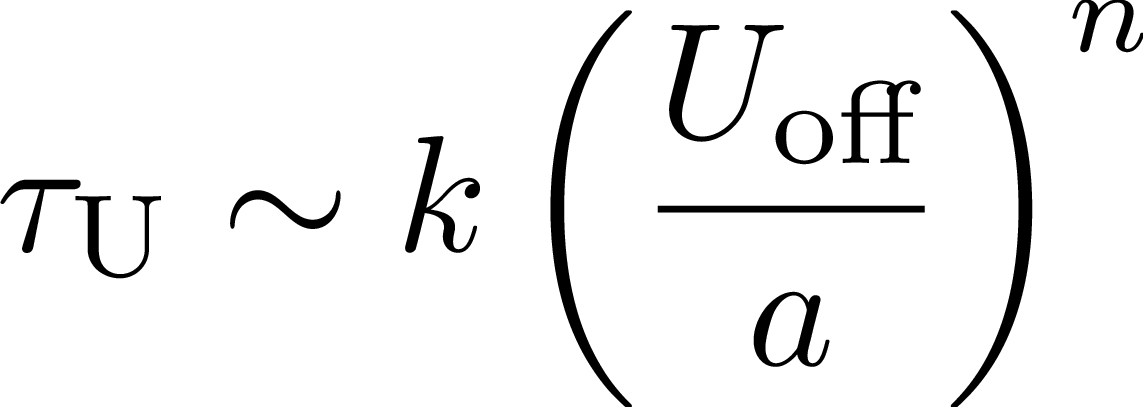 τ_U ∼ k (U_off / a)^n